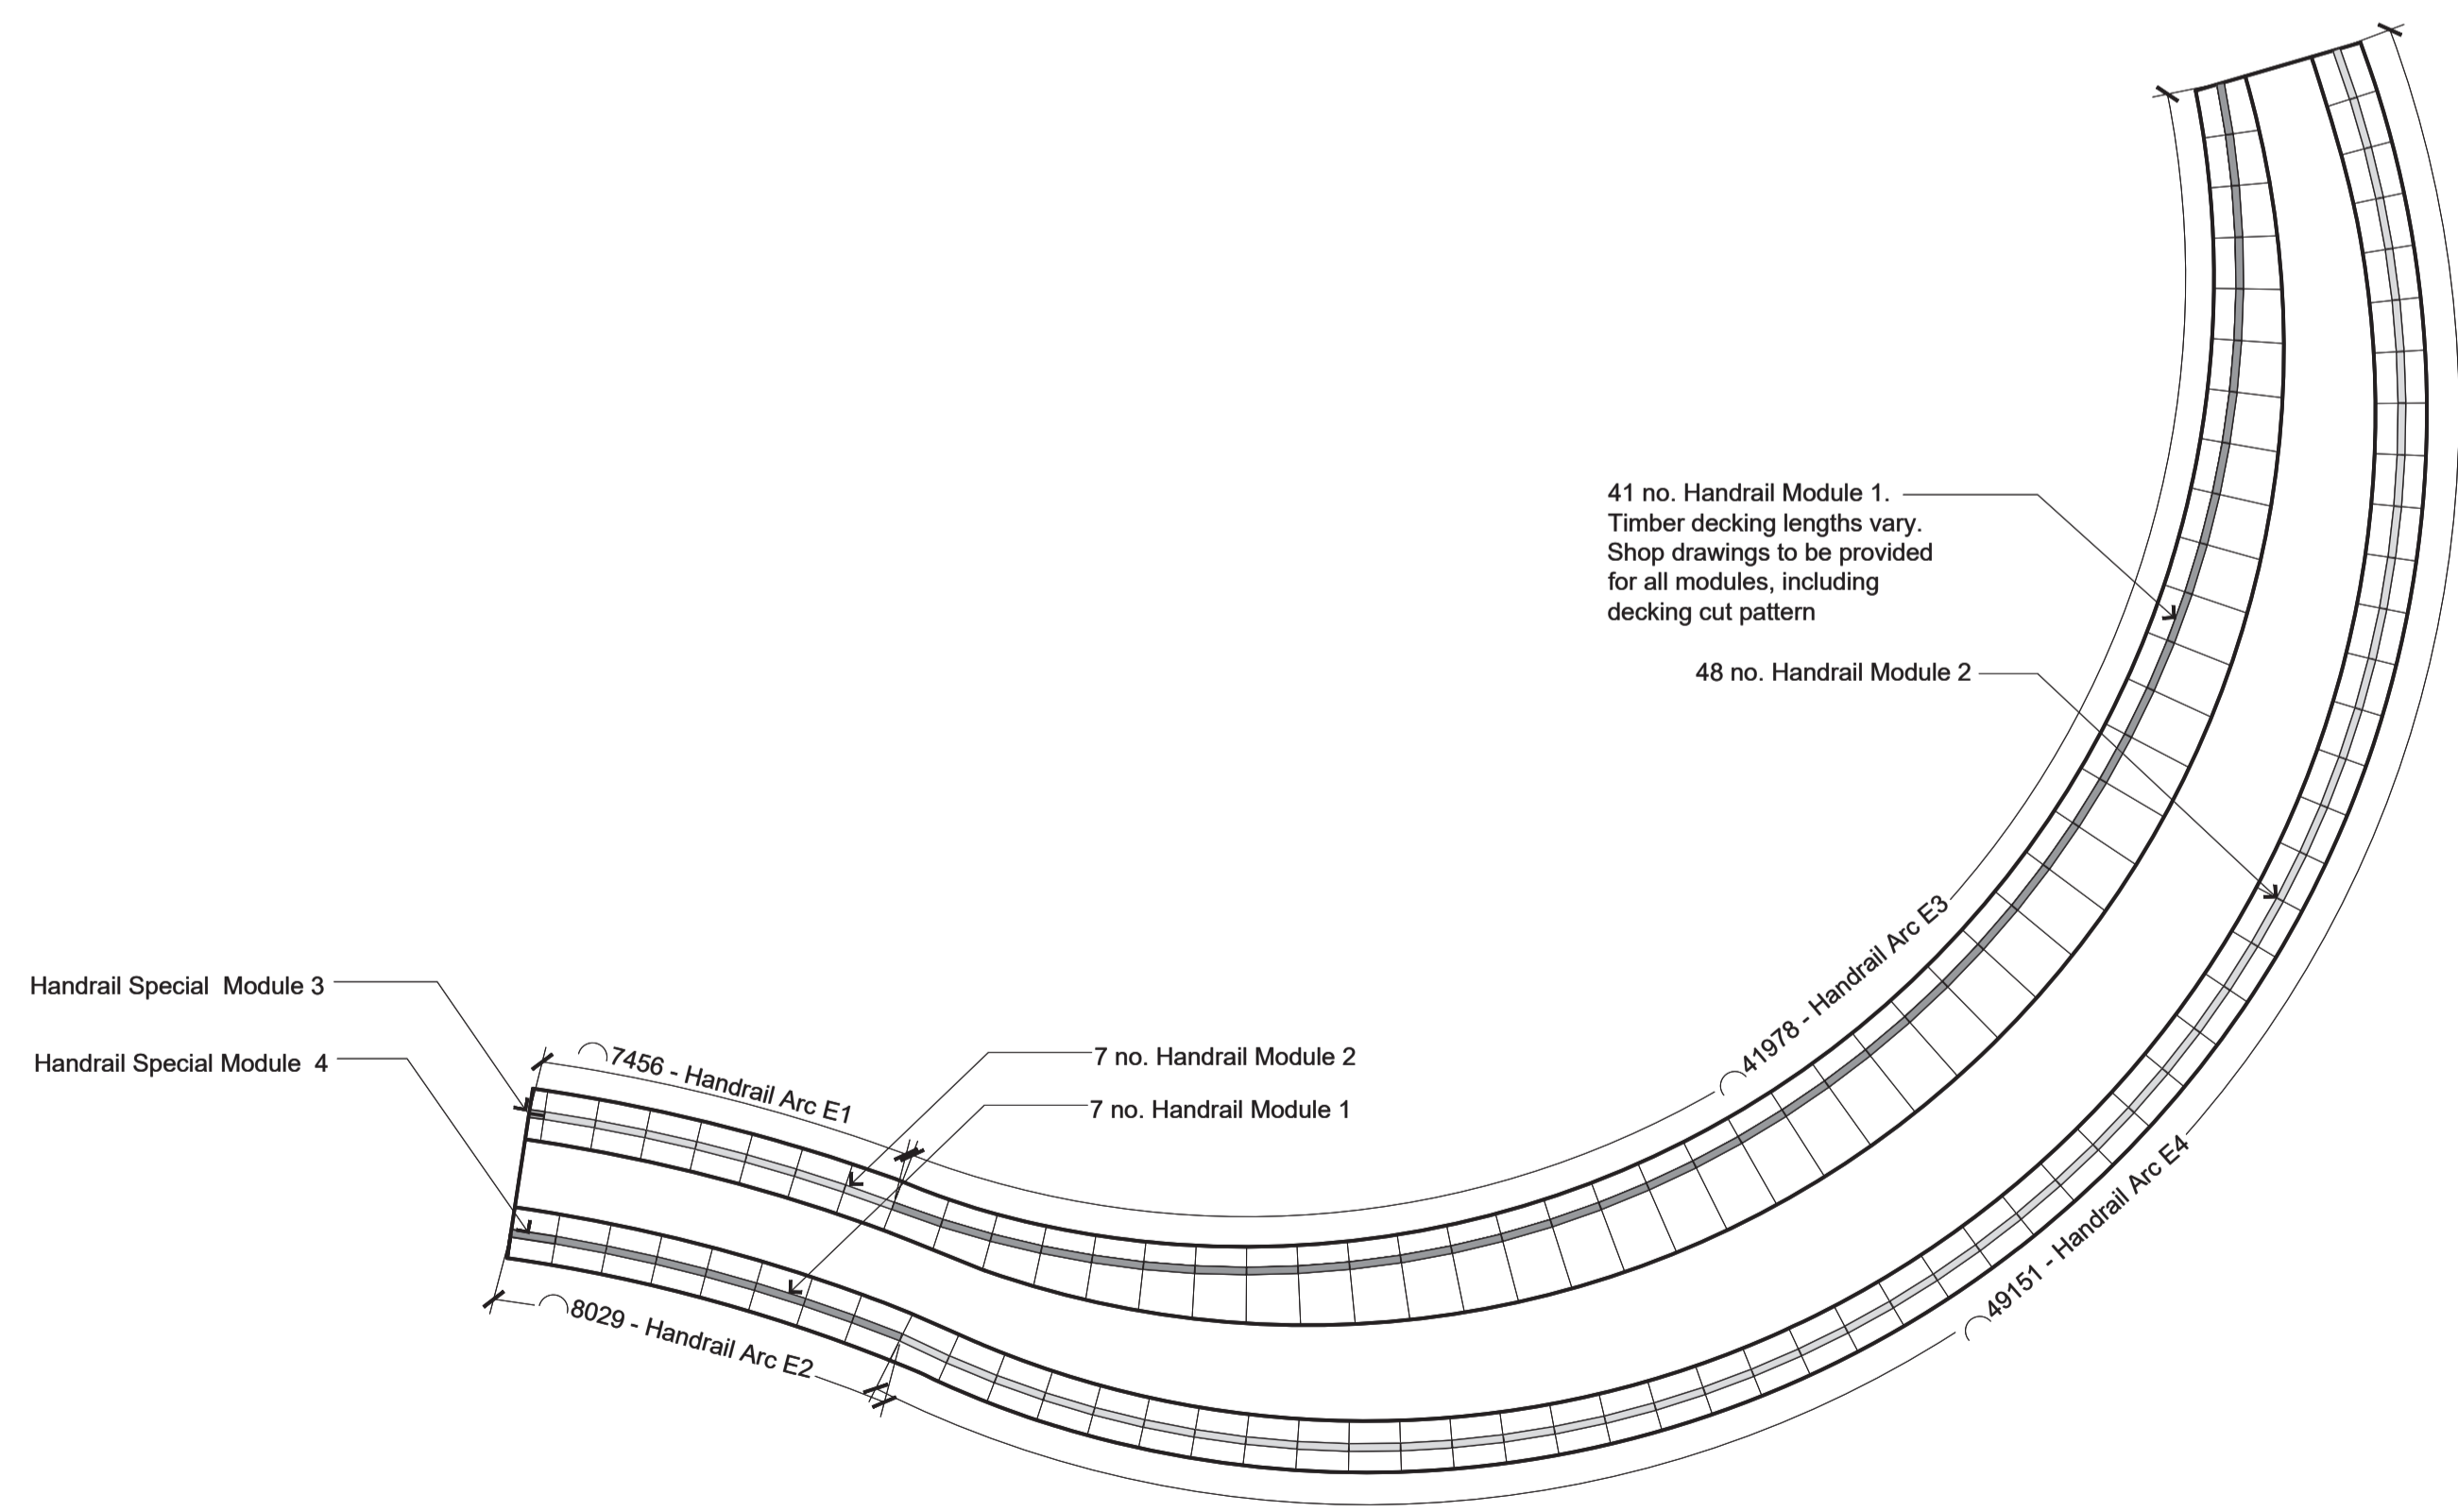 41 no. Handrail Module 1.
Timber decking lengths vary.
Shop drawings to be provided
for all modules, including
decking cut pattern
48 no. Handrail Module 2
41978 - Handrail Arc E3
Handrail Special Module 3
7456 - Handrail Arc E1
7 no. Handrail Module 2
Handrail Special Module 4
7 no. Handrail Module 1
49151 - Handrail Arc E4
8029 - Handrail Arc E2